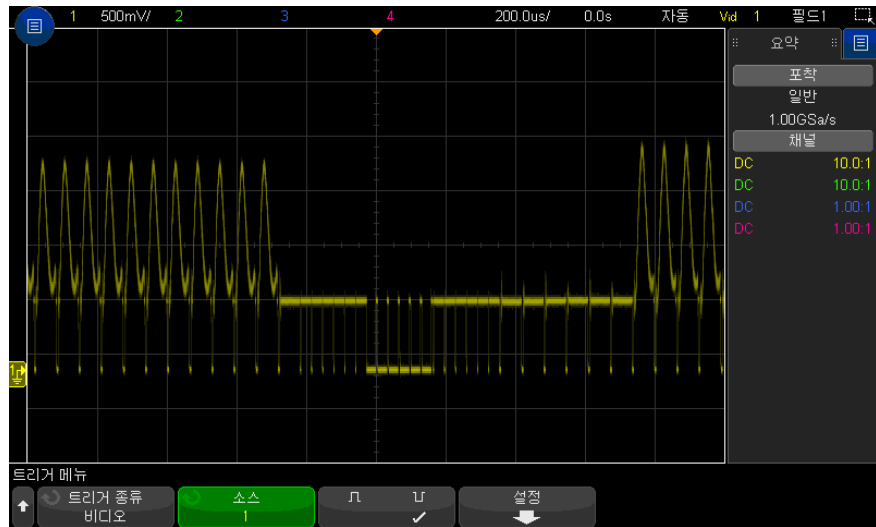 1 500mV/ 2 3 4 200.0us/ 0.0s 자동 Vid 1 필드1
요약
포착
일반
1.00GSa/s
채널
DC 10.0:1
DC 10.0:1
DC 1.00:1
DC 1.00:1
1
트리거 메뉴
트리거 종류
비디오
소스
1
설정